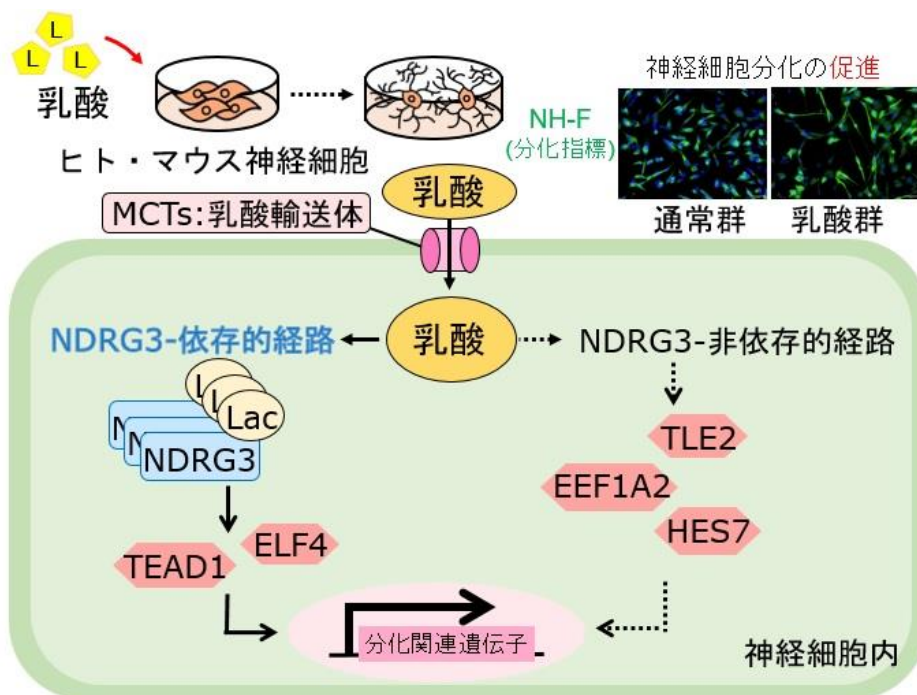 L
L
L
乳酸
ヒト・マウス神経細胞
神経細胞分化の促進
NH-F
(分化指標)
通常群
乳酸群
乳酸
MCTs:乳酸輸送体
乳酸
NDRG3-依存的経路
NDRG3-非依存的経路
L
L
Lac
N
N
NDRG3
TLE2
EEF1A2
HES7
ELF4
TEAD1
分化関連遺伝子
神経細胞内